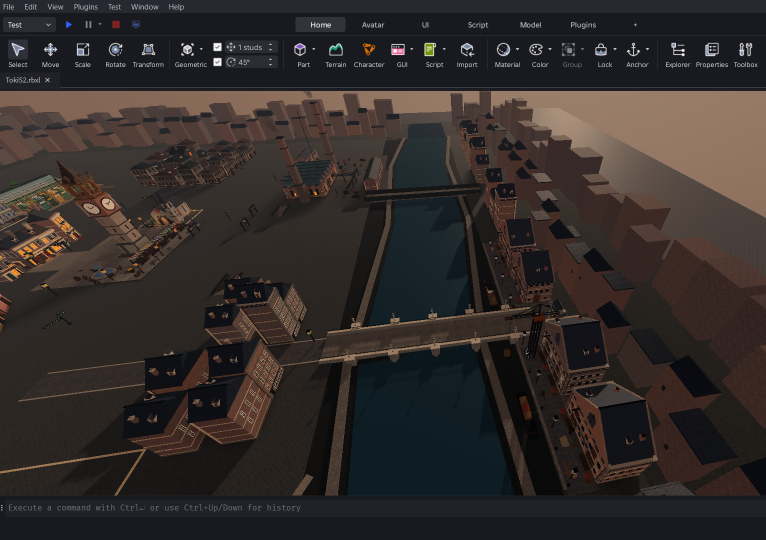 File Edit View Plugins Test Window Help
Test Home Avatar UI Script Model Plugins +
1 studs
45°
Select Move Scale Rotate Transform Geometric Part Terrain Character GUI Script Import Material Color Group Lock Anchor Explorer Properties Toolbox
TokiS2.rbxl ×
Execute a command with Ctrl↵ or use Ctrl+Up/Down for history